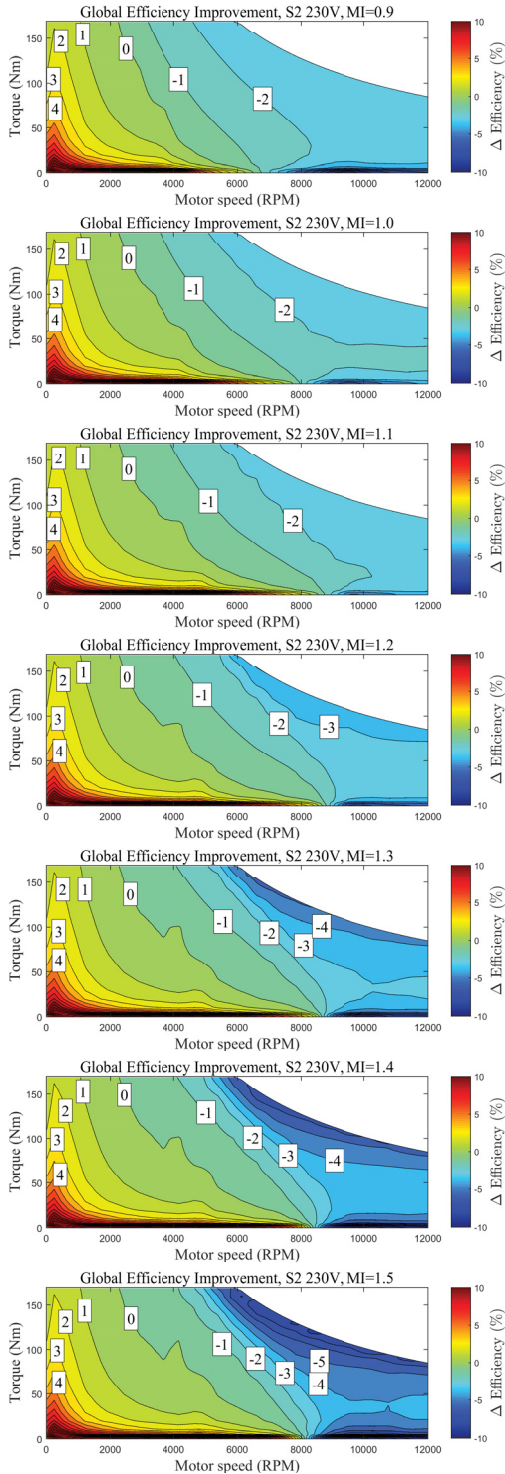 Global Efficiency Improvement, S2 230V, MI=0.9
2 1 0 -1 -2 3 4
Torque (Nm)
150
100
50
0
0 2000 4000 6000 8000 10000 12000
Motor speed (RPM)
10
5
0
-5
-10
Δ Efficiency (%)
Global Efficiency Improvement, S2 230V, MI=1.0
2 1 0 -1 -2 3 4
Torque (Nm)
150
100
50
0
0 2000 4000 6000 8000 10000 12000
Motor speed (RPM)
10
5
0
-5
-10
Δ Efficiency (%)
Global Efficiency Improvement, S2 230V, MI=1.1
2 1 0 -1 -2 3 4
Torque (Nm)
150
100
50
0
0 2000 4000 6000 8000 10000 12000
Motor speed (RPM)
10
5
0
-5
-10
Δ Efficiency (%)
Global Efficiency Improvement, S2 230V, MI=1.2
2 1 0 -1 -2 -3 3 4
Torque (Nm)
150
100
50
0
0 2000 4000 6000 8000 10000 12000
Motor speed (RPM)
10
5
0
-5
-10
Δ Efficiency (%)
Global Efficiency Improvement, S2 230V, MI=1.3
2 1 0 -1 -2 -3 -4 3 4
Torque (Nm)
150
100
50
0
0 2000 4000 6000 8000 10000 12000
Motor speed (RPM)
10
5
0
-5
-10
Δ Efficiency (%)
Global Efficiency Improvement, S2 230V, MI=1.4
2 1 0 -1 -2 -3 -4 3 4
Torque (Nm)
150
100
50
0
0 2000 4000 6000 8000 10000 12000
Motor speed (RPM)
10
5
0
-5
-10
Δ Efficiency (%)
Global Efficiency Improvement, S2 230V, MI=1.5
2 1 0 -1 -2 -3 -5 -4 3 4
Torque (Nm)
150
100
50
0
0 2000 4000 6000 8000 10000 12000
Motor speed (RPM)
10
5
0
-5
-10
Δ Efficiency (%)